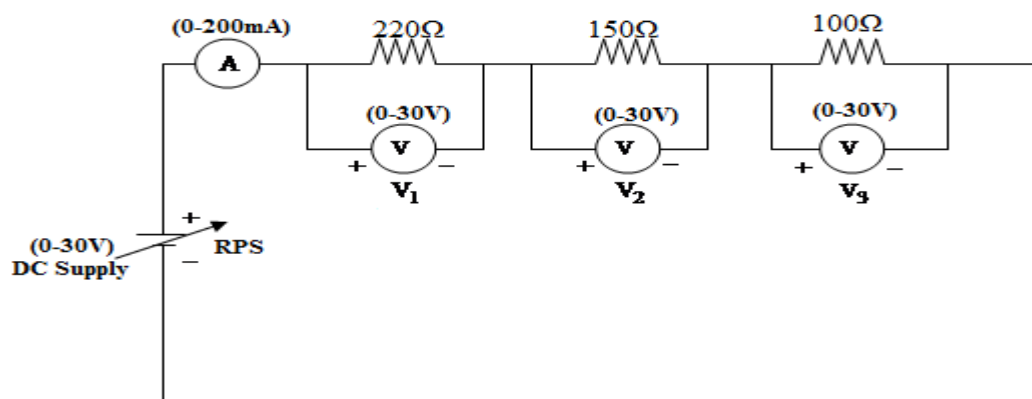 (0-200mA)
A
220Ω
150Ω
100Ω
(0-30V)
(0-30V)
(0-30V)
V
V
V
+
−
+
−
+
−
V1
V2
V3
+
(0-30V)
RPS
DC Supply
−